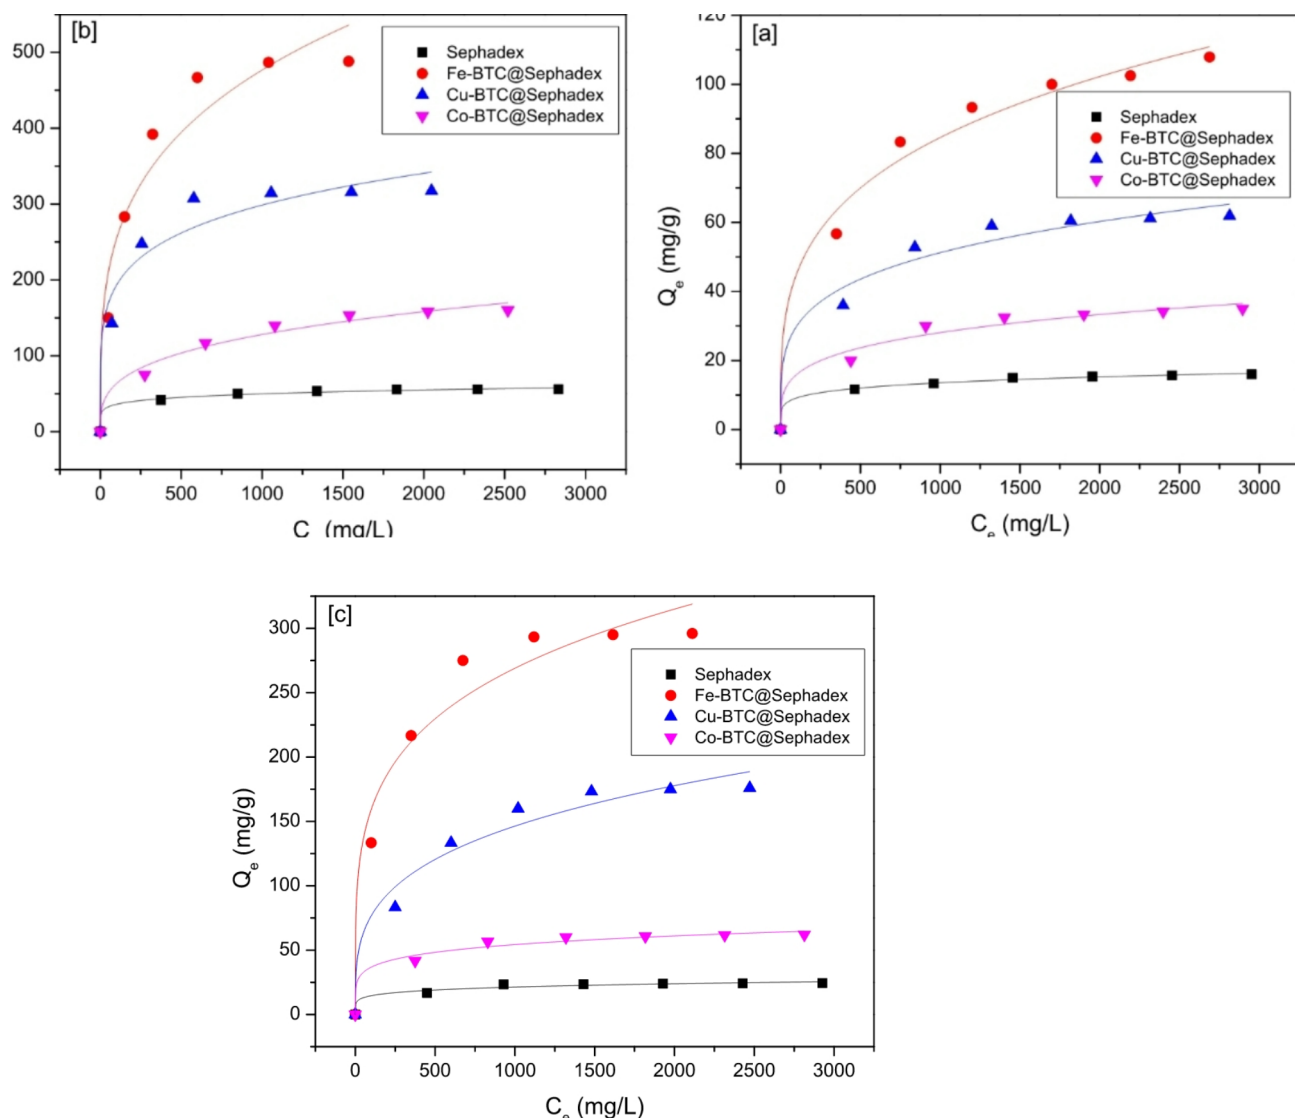 [b]
Sephadex
Fe-BTC@Sephadex
Cu-BTC@Sephadex
Co-BTC@Sephadex
500
400
300
200
100
0
0 500 1000 1500 2000 2500 3000
C (mg/L)
[a]
Sephadex
Fe-BTC@Sephadex
Cu-BTC@Sephadex
Co-BTC@Sephadex
Qe (mg/g)
120
100
80
60
40
20
0
0 500 1000 1500 2000 2500 3000
Ce (mg/L)
[c]
Sephadex
Fe-BTC@Sephadex
Cu-BTC@Sephadex
Co-BTC@Sephadex
Qe (mg/g)
300
250
200
150
100
50
0
0 500 1000 1500 2000 2500 3000
Ce (mg/L)